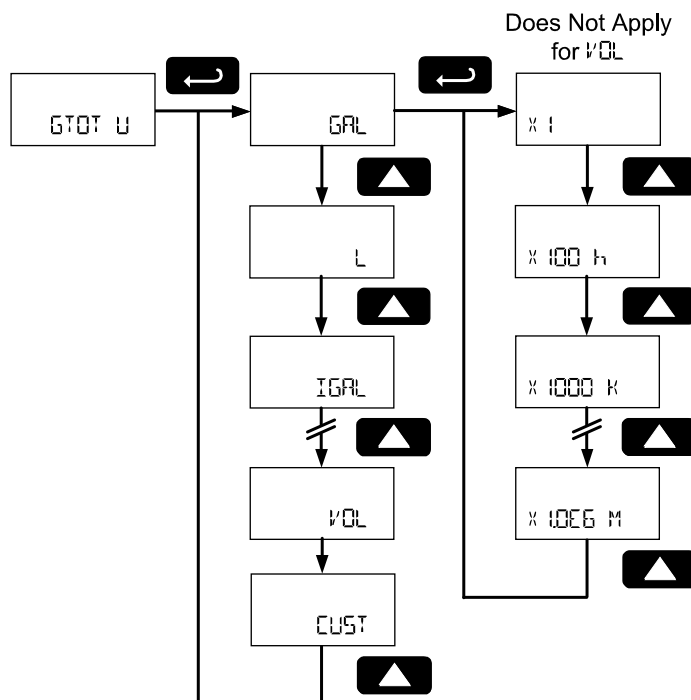 Does Not Apply
for VOL
GTOT U
GAL
X 1
L
X 100 h
IGAL
X 1000 K
VOL
X 1.0E6 M
CUST